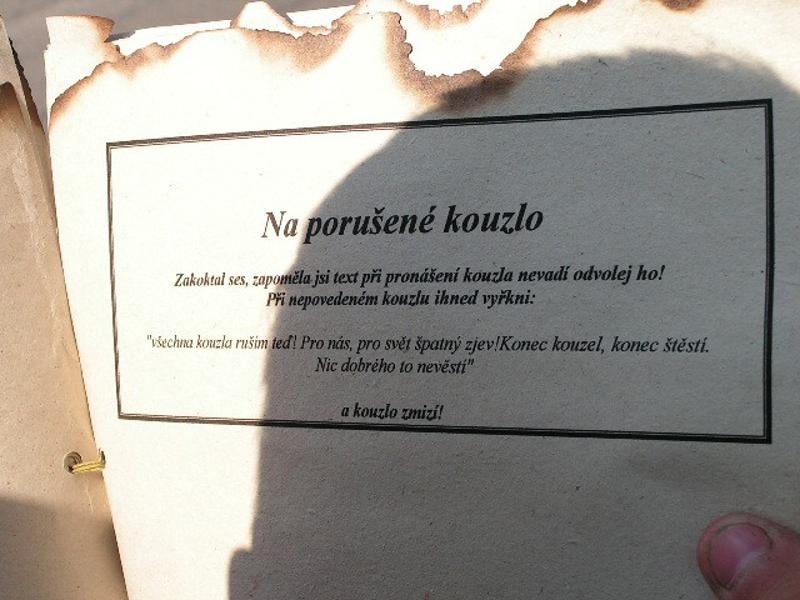 Na porušené kouzlo
Zakoktal ses, zapoměla jsi text při pronášení kouzla nevadí odvolej ho!
Při nepovedeném kouzlu ihned vyřkni:
"všechna kouzla ruším teď! Pro nás, pro svět špatný zjev!Konec kouzel, konec štěstí.
Nic dobrého to nevěstí"
a kouzlo zmizí!